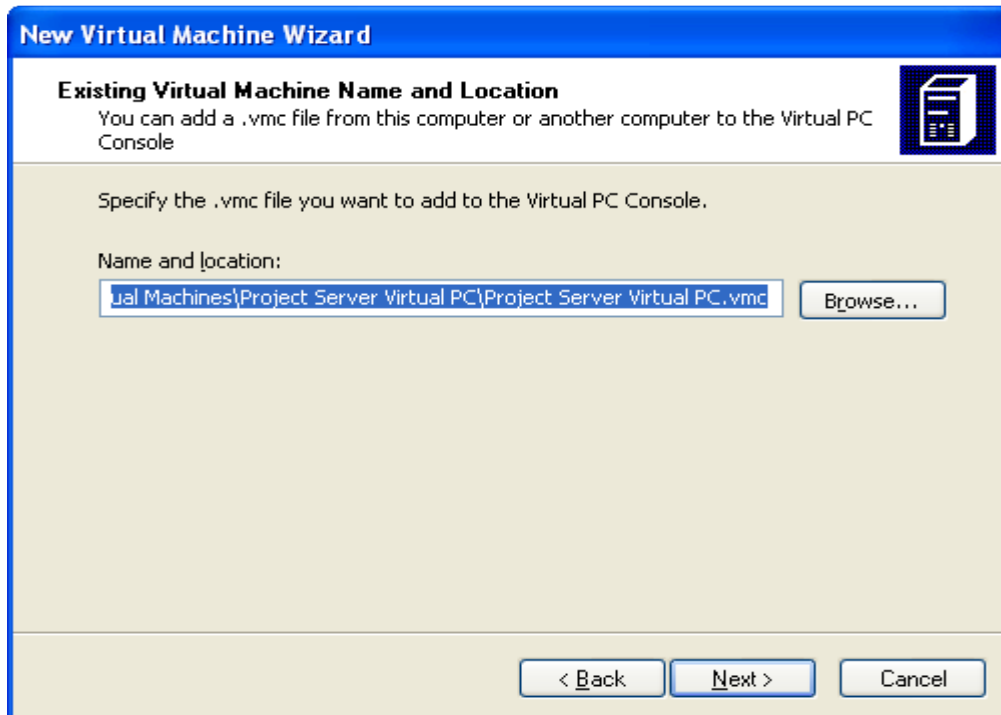 New Virtual Machine Wizard
Existing Virtual Machine Name and Location
You can add a .vmc file from this computer or another computer to the Virtual PC
Console
Specify the .vmc file you want to add to the Virtual PC Console.
Name and location:
ual Machines\Project Server Virtual PC\Project Server Virtual PC.vmc
Browse...
< Back
Next >
Cancel